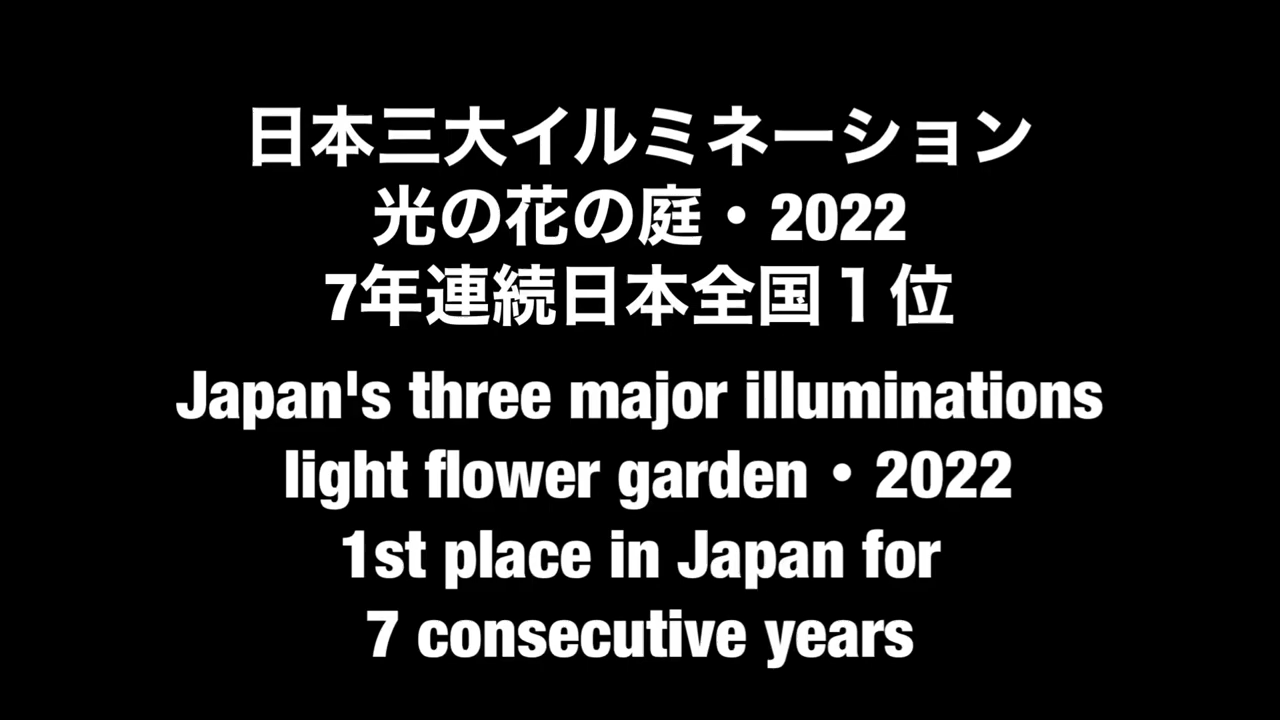 日本三大イルミネーション
光の花の庭・2022
7年連続日本全国１位
Japan's three major illuminations
light flower garden・2022
1st place in Japan for
7 consecutive years